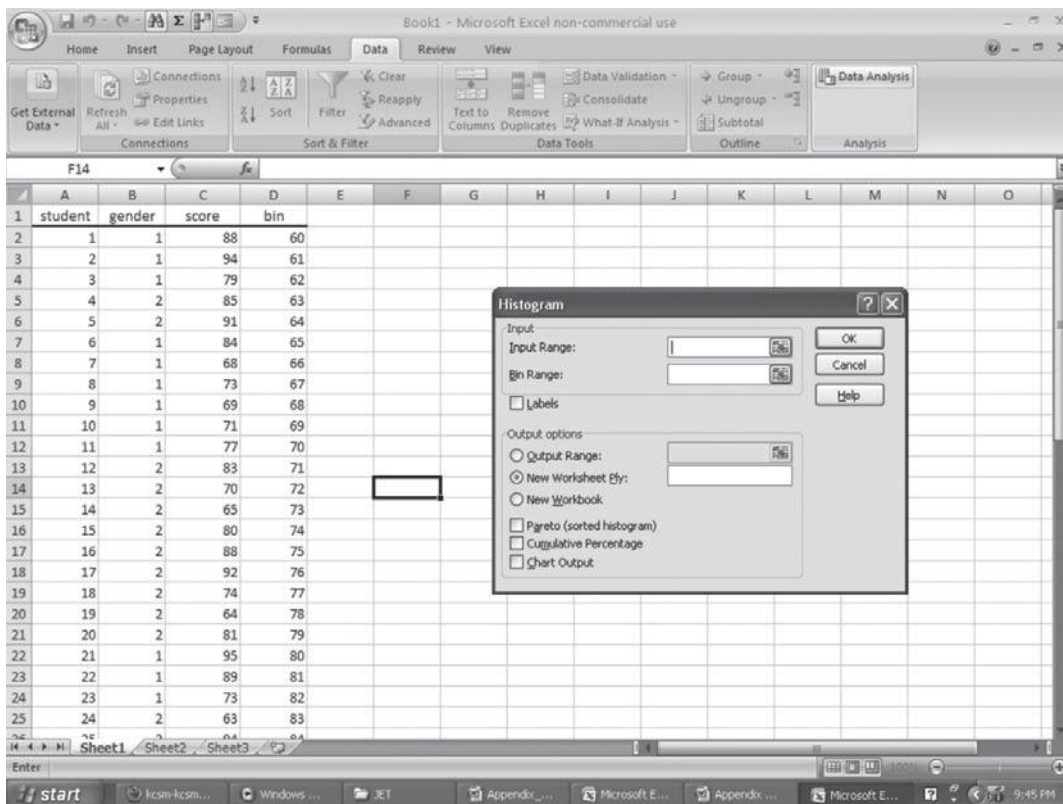 Book1 - Microsoft Excel non-commercial use
Home Insert Page Layout Formulas Data Review View
Get External Data
Refresh All
Connections
Properties
Edit Links
Connections
Sort
Filter
Clear
Reapply
Advanced
Sort & Filter
Text to Columns
Remove Duplicates
Data Validation
Consolidate
What-If Analysis
Data Tools
Group
Ungroup
Subtotal
Outline
Data Analysis
Analysis
F14 fx
A B C D E F G H I J K L M N O
1 student gender score bin
2 1 1 88 60
3 2 1 94 61
4 3 1 79 62
5 4 2 85 63
6 5 2 91 64
7 6 1 84 65
8 7 1 68 66
9 8 1 73 67
10 9 1 69 68
11 10 1 71 69
12 11 1 77 70
13 12 2 83 71
14 13 2 70 72
15 14 2 65 73
16 15 2 80 74
17 16 2 88 75
18 17 2 92 76
19 18 2 74 77
20 19 2 64 78
21 20 2 81 79
22 21 1 95 80
23 22 1 89 81
24 23 1 73 82
25 24 2 63 83
Histogram
Input
Input Range:
Bin Range:
Labels
OK
Cancel
Help
Output options
Output Range:
New Worksheet Ply:
New Workbook
Pareto (sorted histogram)
Cumulative Percentage
Chart Output
Sheet1 Sheet2 Sheet3
Enter 100%
start kcsm-kcsm... Windows ... JET Appendx_... Microsoft E... Appendx ... Microsoft E... 9:45 PM